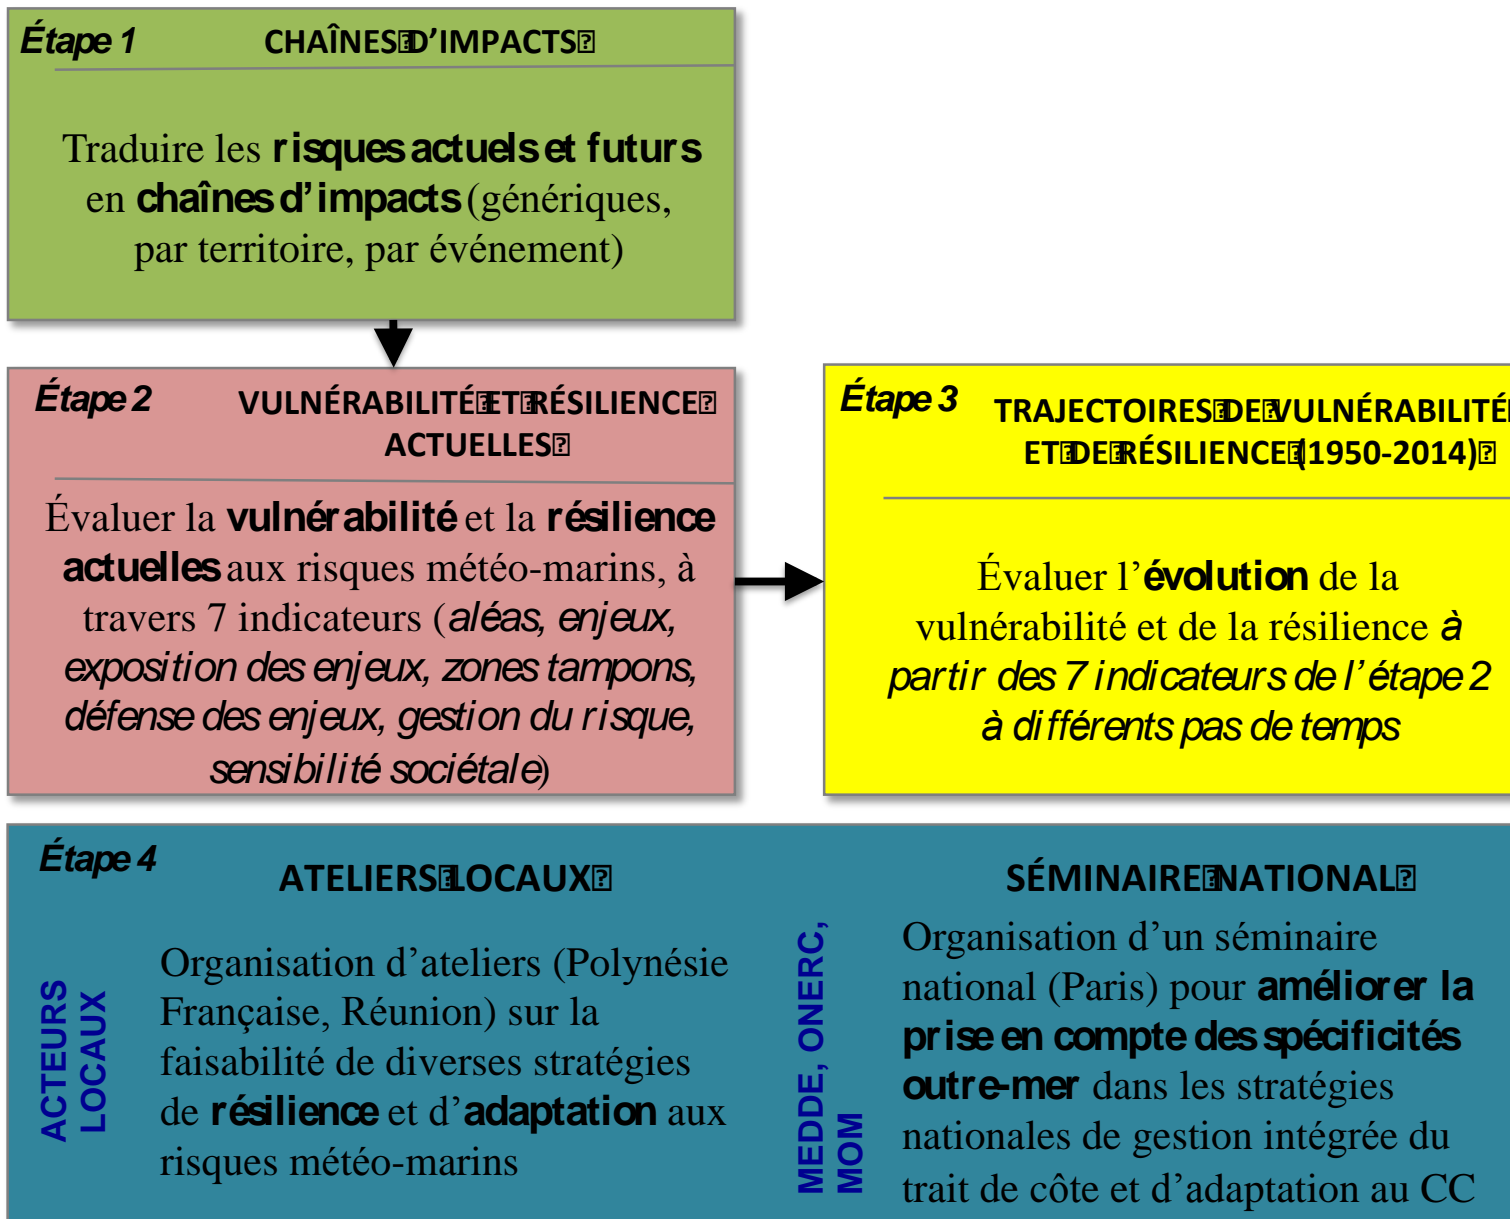 Étape 1 CHAÎNES D’IMPACTS
Traduire les risques actuels et futurs
en chaînes d’impacts (génériques,
par territoire, par événement)
Étape 2 VULNÉRABILITÉ ET RÉSILIENCE
ACTUELLES
Évaluer la vulnérabilité et la résilience
actuelles aux risques météo-marins, à
travers 7 indicateurs (aléas, enjeux,
exposition des enjeux, zones tampons,
défense des enjeux, gestion du risque,
sensibilité sociétale)
Étape 3 TRAJECTOIRES DE VULNÉRABILITÉ
ET DE RÉSILIENCE (1950-2014)
Évaluer l’évolution de la
vulnérabilité et de la résilience à
partir des 7 indicateurs de l’étape 2
à différents pas de temps
Étape 4
ATELIERS LOCAUX
ACTEURS
LOCAUX
Organisation d’ateliers (Polynésie
Française, Réunion) sur la
faisabilité de diverses stratégies
de résilience et d’adaptation aux
risques météo-marins
SÉMINAIRE NATIONAL
MEDDE, ONERC,
MOM
Organisation d’un séminaire
national (Paris) pour améliorer la
prise en compte des spécificités
outre-mer dans les stratégies
nationales de gestion intégrée du
trait de côte et d’adaptation au CC